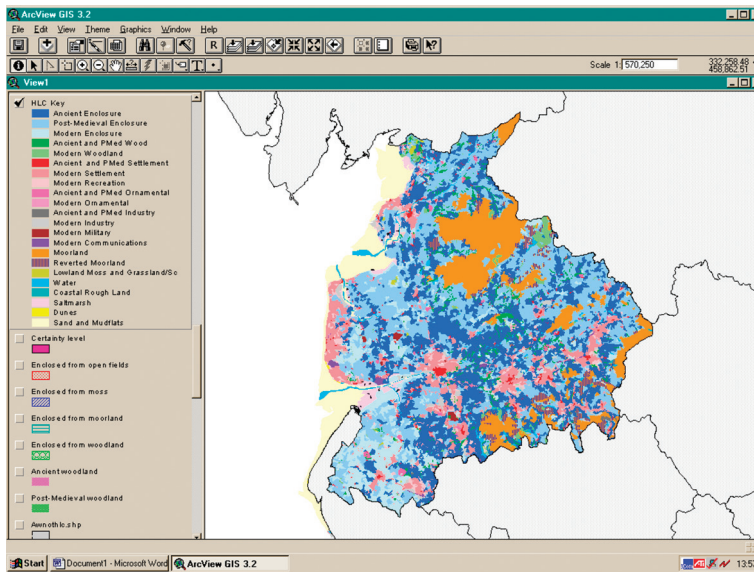 ArcView GIS 3.2
File Edit View Theme Graphics Window Help
Scale 1: 570,250
332,258.48
458,862.51
View1
HLC Key
Ancient Enclosure
Post-Medieval Enclosure
Modern Enclosure
Ancient and PMed Wood
Modern Woodland
Ancient and PMed Settlement
Modern Settlement
Modern Recreation
Ancient and PMed Ornamental
Modern Ornamental
Ancient and PMed Industry
Modern Industry
Modern Military
Modern Communications
Moorland
Reverted Moorland
Lowland Moss and Grassland/Sc
Water
Coastal Rough Land
Saltmarsh
Dunes
Sand and Mudflats
Certainty level
Enclosed from open fields
Enclosed from moss
Enclosed from moorland
Enclosed from woodland
Ancient woodland
Post-Medieval woodland
Awnothlc.shp
Start Document1 - Microsoft Word ArcView GIS 3.2